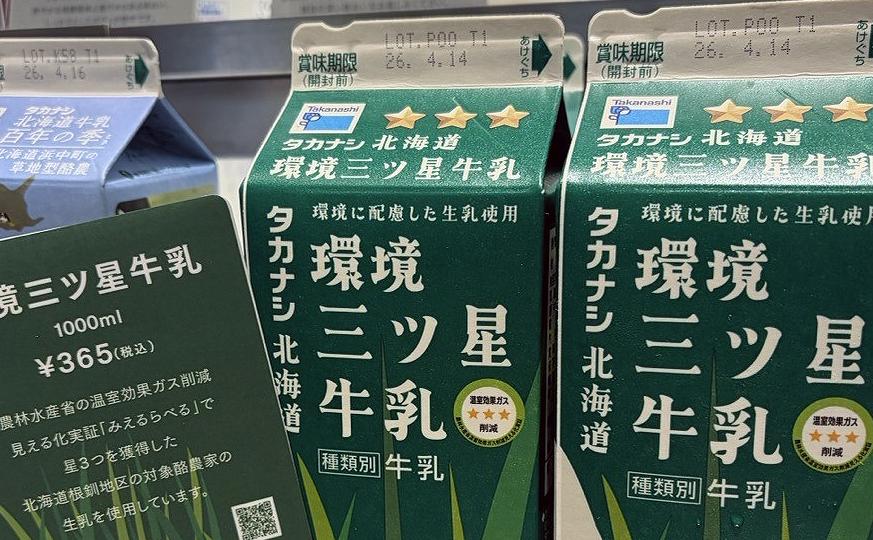 LOT.K58 T1
26. 4.16
あけぐち
タカナシ
北海道牛乳
百年の季
北海道浜中町の
草地型酪農
境三ツ星牛乳
1000ml
¥365(税込)
農林水産省の温室効果ガス削減
見える化実証「みえるらべる」で
星3つを獲得した
北海道根釧地区の対象酪農家の
生乳を使用しています。
賞味期限
(開封前)
LOT.P00 T1
26. 4.14
あけぐち
Takanashi
タカナシ 北海道
環境三ツ星牛乳
環境に配慮した生乳使用
タカナシ 北海道
環境
三ツ星
牛乳
温室効果ガス
削減
種類別 牛乳
賞味期限
(開封前)
LOT.P00 T1
26. 4.14
あけぐち
Takanashi
タカナシ 北海道
環境三ツ星牛乳
環境に配慮した生乳使用
タカナシ 北海道
環境
三ツ星
牛乳
温室効果ガス
削減
種類別 牛乳